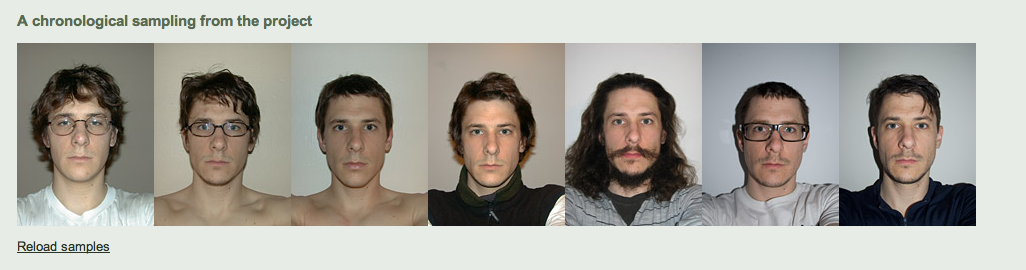 A chronological sampling from the project
Reload samples